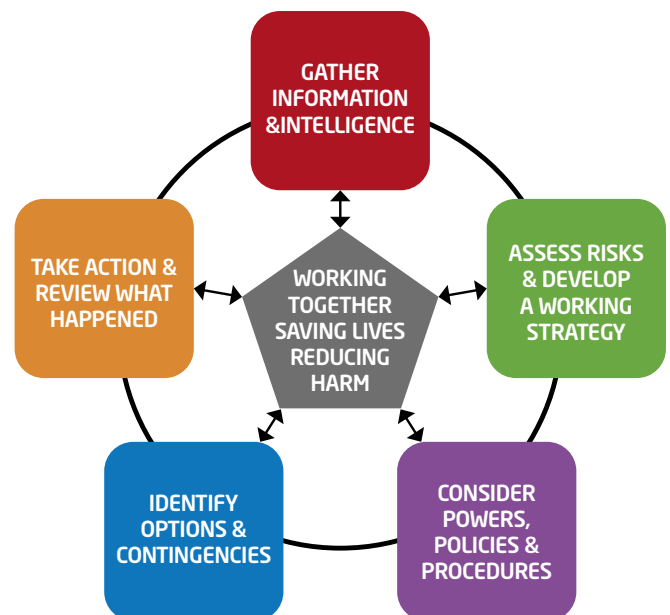 GATHER
INFORMATION
&INTELLIGENCE
ASSESS RISKS
& DEVELOP
A WORKING
STRATEGY
CONSIDER
POWERS,
POLICIES &
PROCEDURES
IDENTIFY
OPTIONS &
CONTINGENCIES
TAKE ACTION &
REVIEW WHAT
HAPPENED
WORKING
TOGETHER
SAVING LIVES
REDUCING
HARM